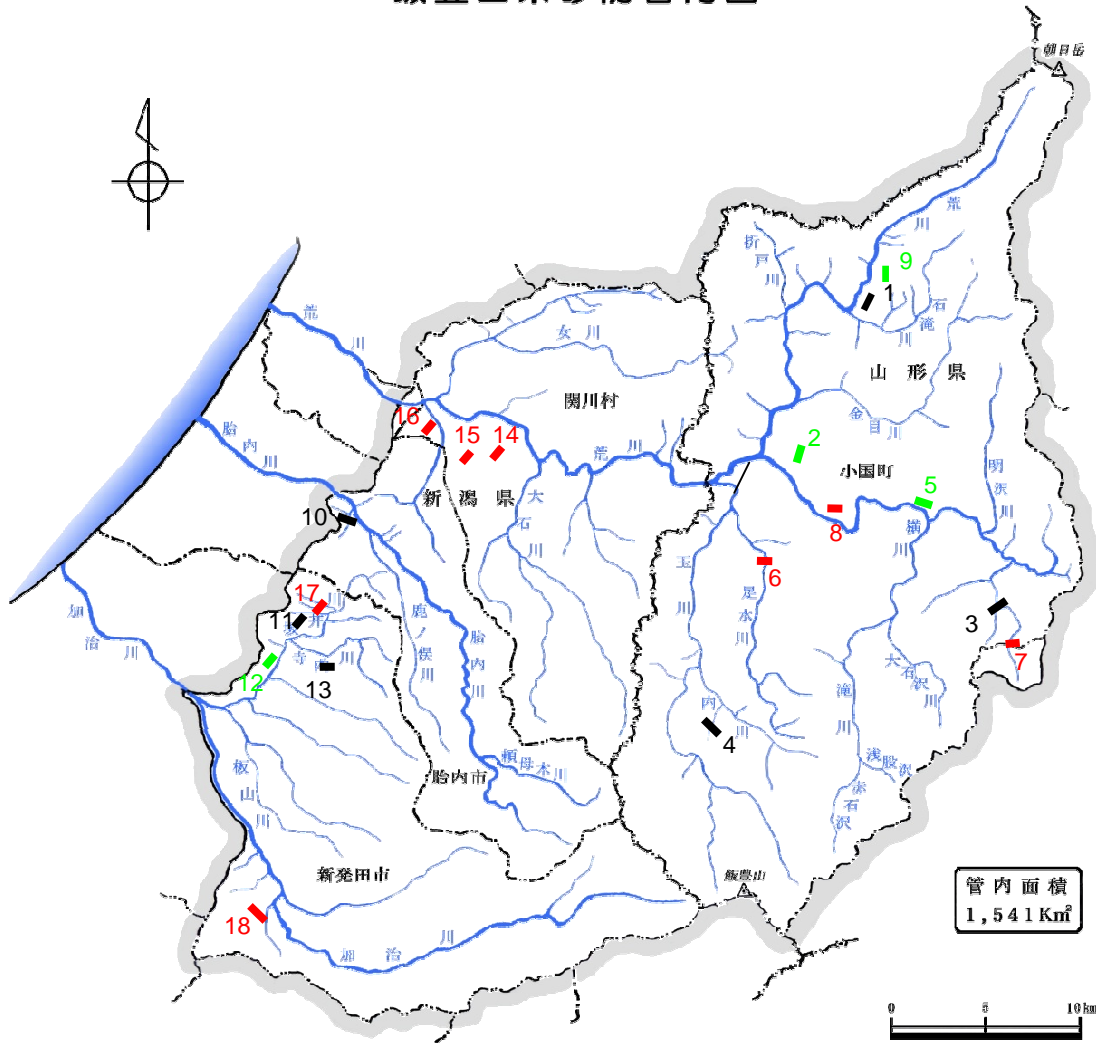 荒川
折戸川
9
1
石滝川
山形県
荒川
女川
関川村
金目川
胎内川
16
15
14
荒川
2
小国町
明沢川
5
新潟県
大石川
横川
8
10
玉川
6
足水川
3
17
11
鹿ノ俣川
胎内川
加治川
7
12
13
大石沢川
滝川
内川
4
浅股沢
赤石沢
頼母木川
胎内市
板山川
新発田市
飯豊山
管内面積
1,541Km²
18
加治川
0 5 10km